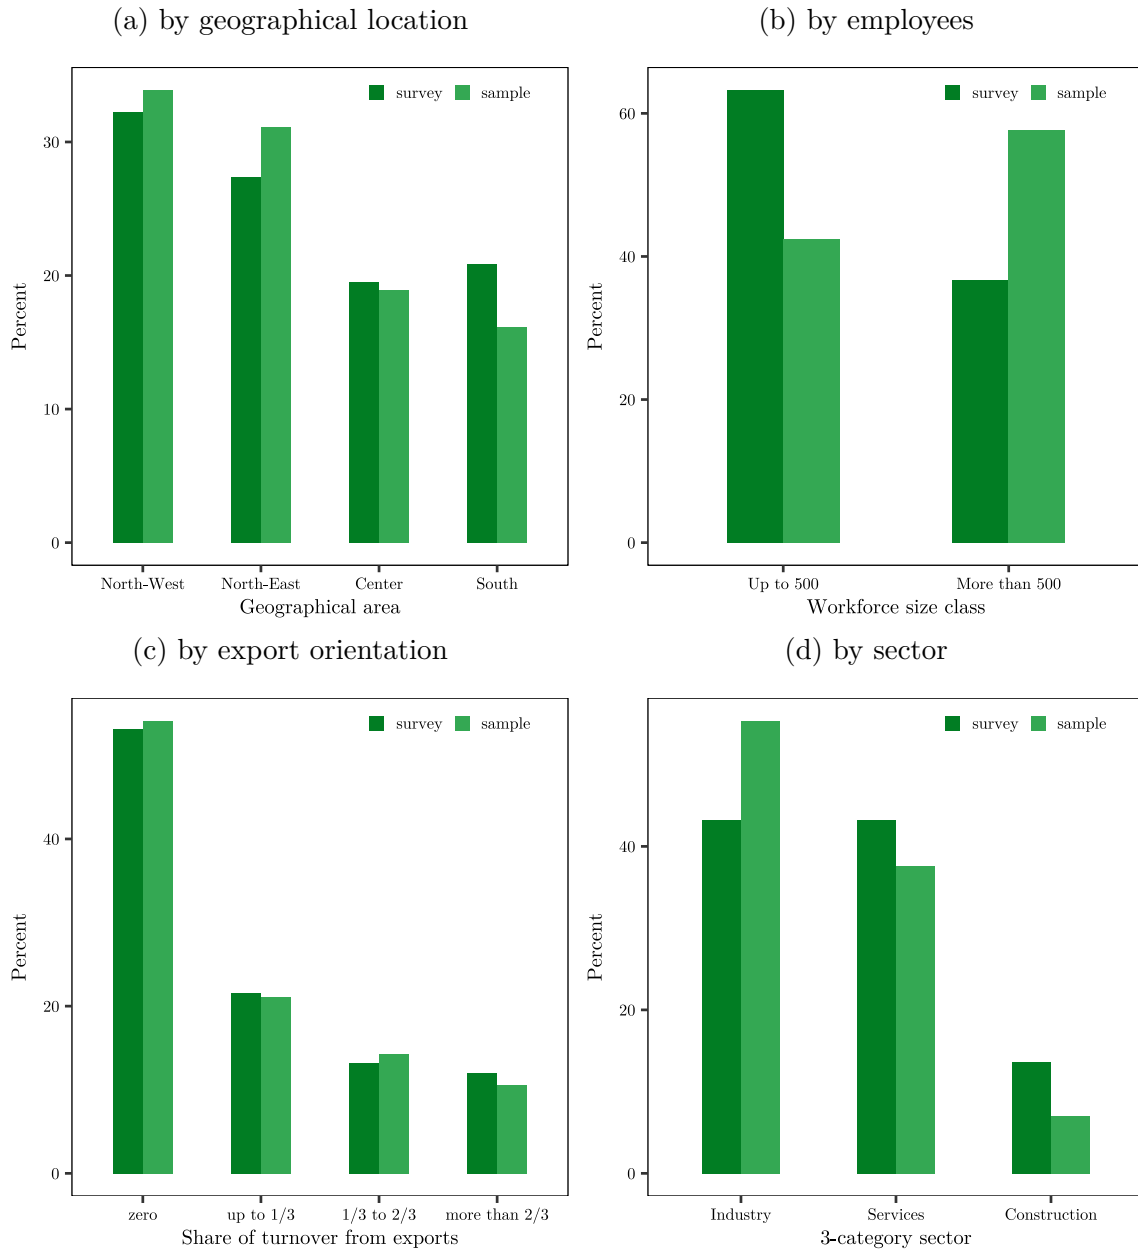 (a) by geographical location
survey sample
30
20
10
0
Percent
North-West North-East Center South
Geographical area
(b) by employees
survey sample
60
40
20
0
Percent
Up to 500 More than 500
Workforce size class
(c) by export orientation
survey sample
40
20
0
Percent
zero up to 1/3 1/3 to 2/3 more than 2/3
Share of turnover from exports
(d) by sector
survey sample
40
20
0
Percent
Industry Services Construction
3-category sector